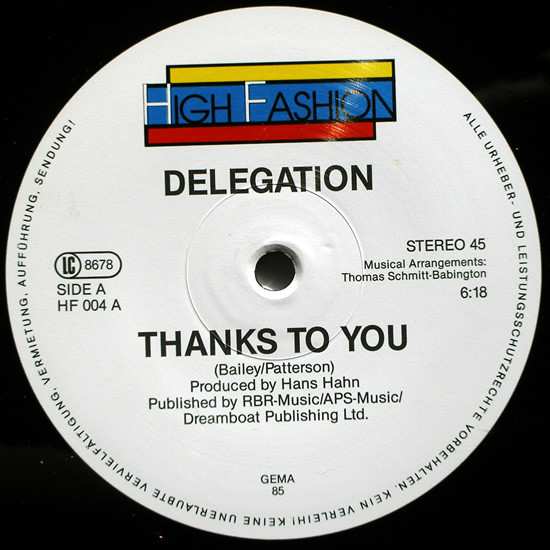 HIGH FASHION
DELEGATION
LC 8678
SIDE A
HF 004 A
STEREO 45
Musical Arrangements:
Thomas Schmitt-Babington
6:18
THANKS TO YOU
(Bailey/Patterson)
Produced by Hans Hahn
Published by RBR-Music/APS-Music/
Dreamboat Publishing Ltd.
GEMA
85
ALLE URHEBER- UND LEISTUNGSSCHUTZRECHTE VORBEHALTEN. KEIN VERLEIH! KEINE UNERLAUBTE VERVIELFÄLTIGUNG, VERMIETUNG, AUFFÜHRUNG, SENDUNG!